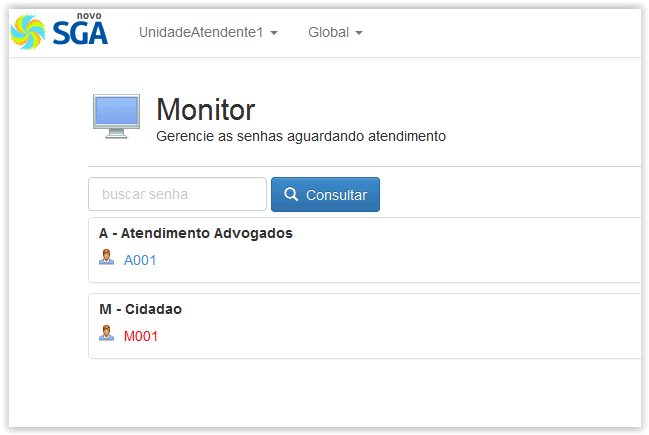 novo
SGA
UnidadeAtendente1 Global
Monitor
Gerencie as senhas aguardando atendimento
buscar senha Consultar
A - Atendimento Advogados
A001
M - Cidadao
M001